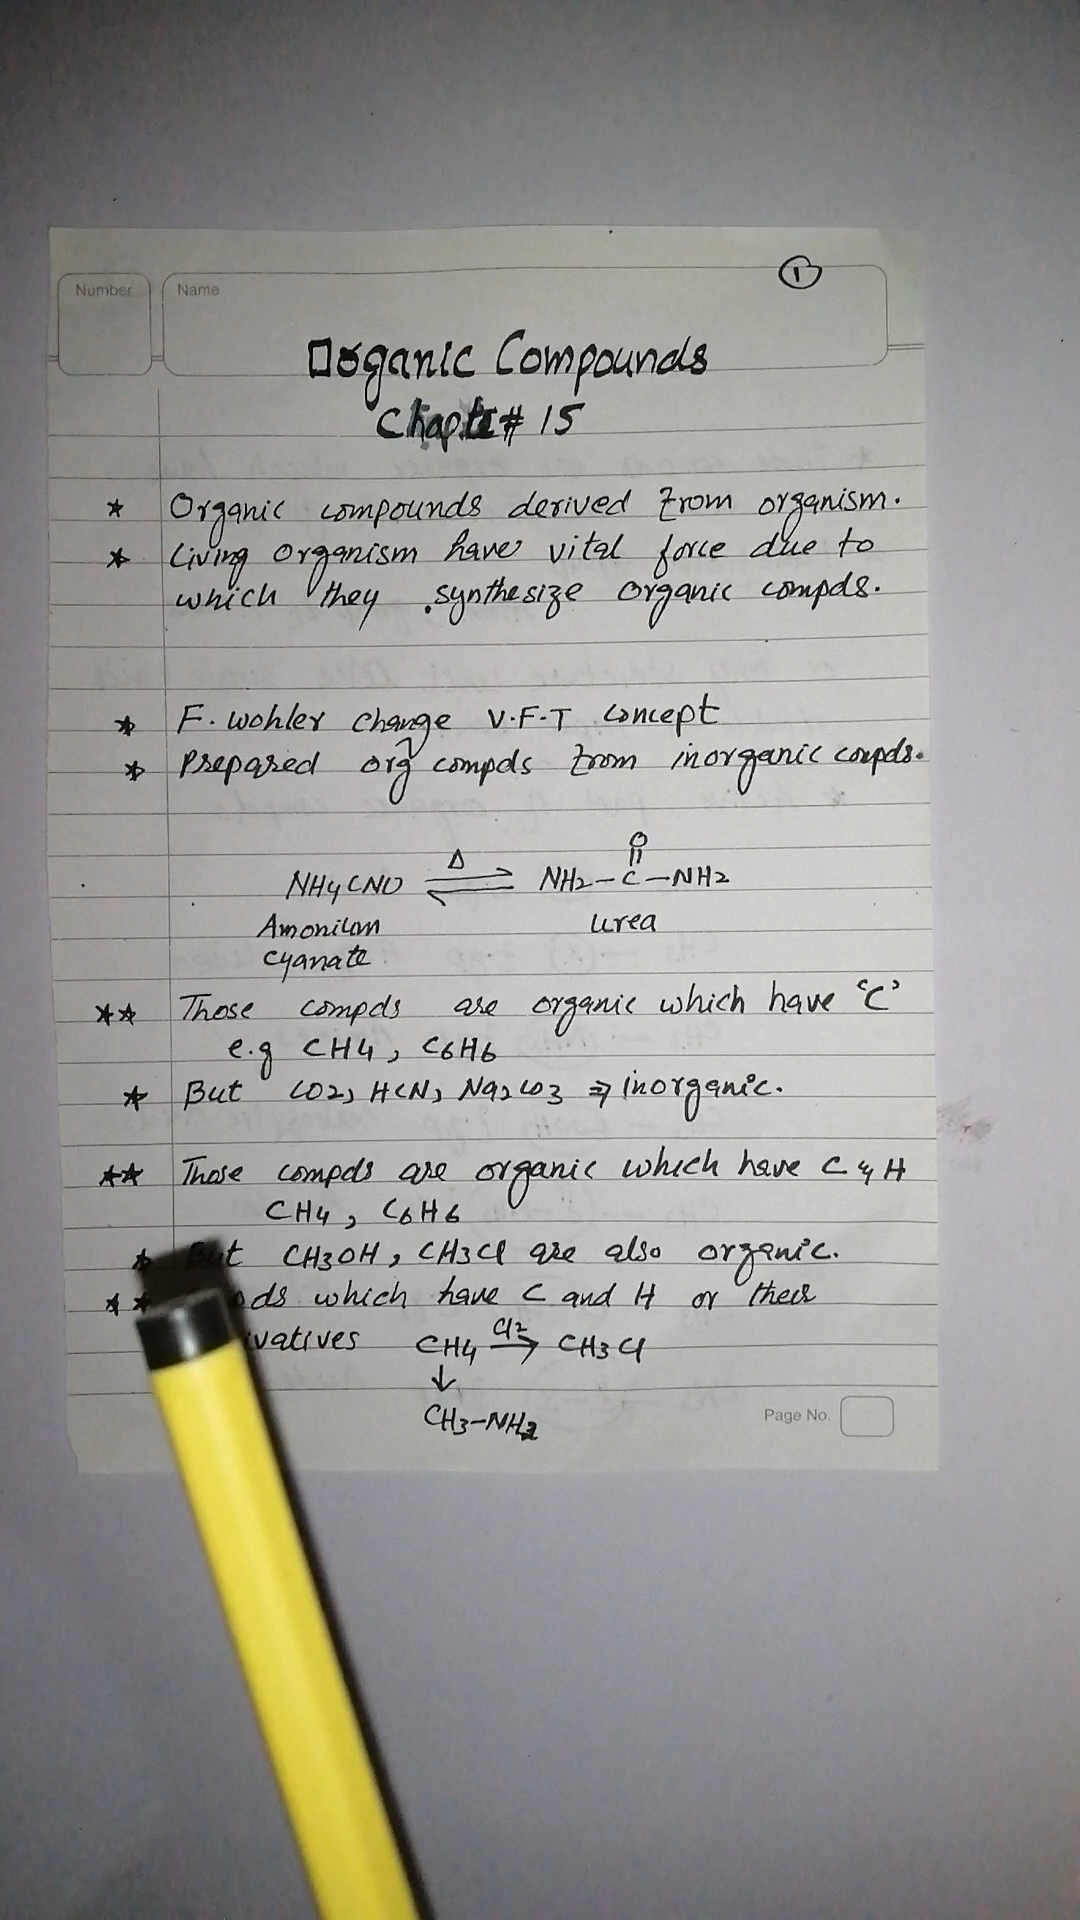 ①
Number
Name
Organic Compounds
Chapter # 15
* Organic compounds derived from organism.
* Living organism have vital force due to
which they synthesize organic compds.
* F. wohler change V.F.T concept
* Prepared org compds from inorganic coupds.
NH4CNO ⇌ NH2-C-NH2
Δ
O
||
Amonium
cyanate
urea
** Those compds are organic which have "C"
e.g CH4, C6H6
* But CO2, HCN, Na2CO3 ⇒ inorganic.
** Those compds are organic which have C & H
CH4, C6H6
* But CH3OH, CH3Cl are also organic.
** which have C and H or their
CH4 Cl2→ CH3Cl
↓
CH3-NH2
Page No.